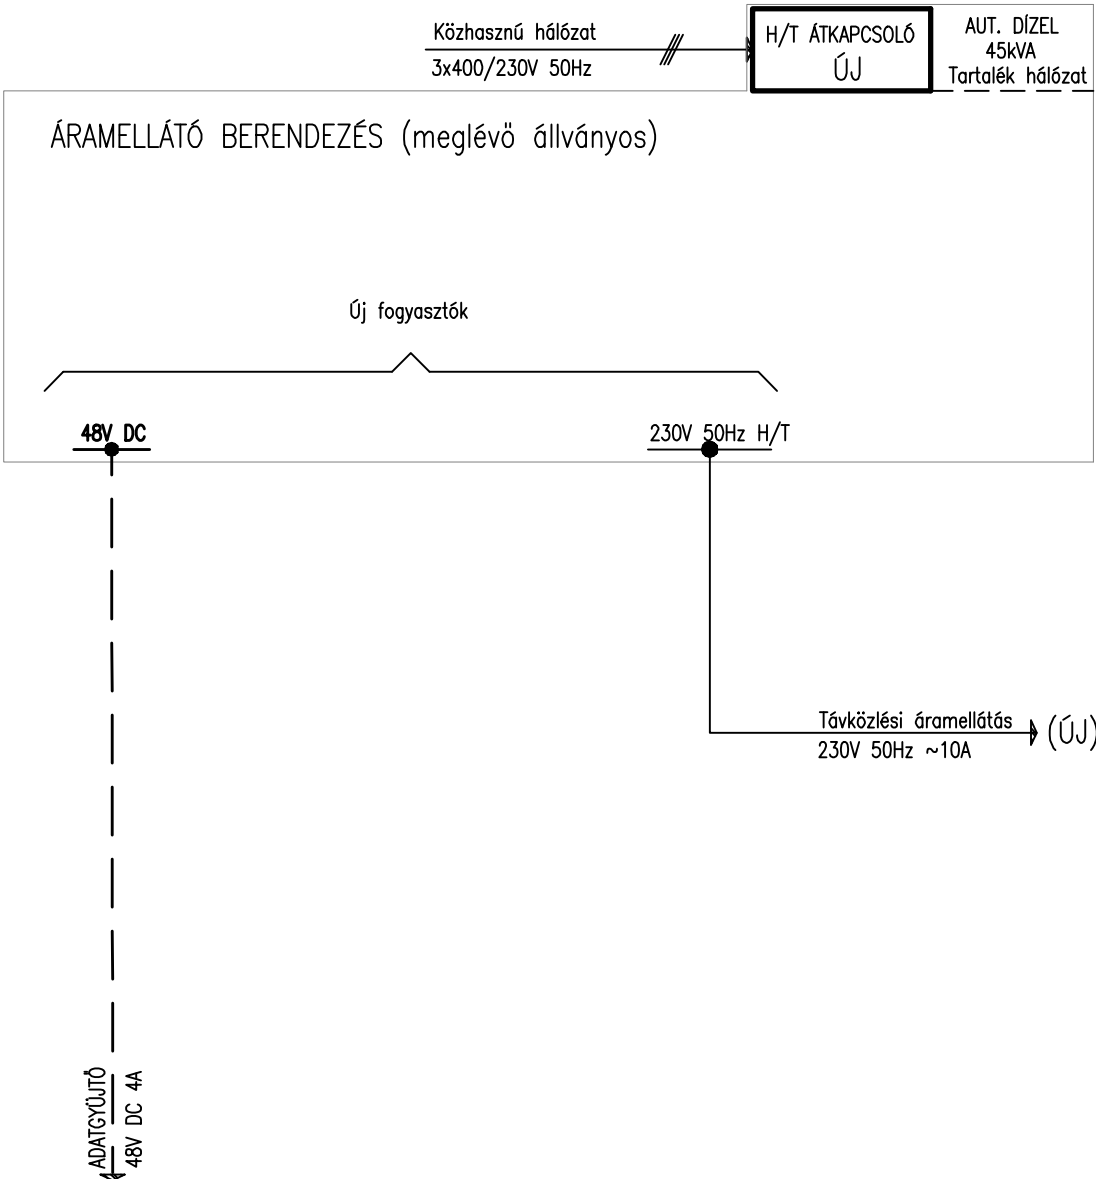 Közhasznú hálózat
3x400/230V 50Hz
H/T ÁTKAPCSOLÓ
ÚJ
AUT. DÍZEL
45kVA
Tartalék hálózat
ÁRAMELLÁTÓ BERENDEZÉS (meglévö állványos)
Új fogyasztók
48V DC
230V 50Hz H/T
Távközlési áramellátás
230V 50Hz ~10A
(ÚJ)
ADATGYÜJTÖ
48V DC 4A